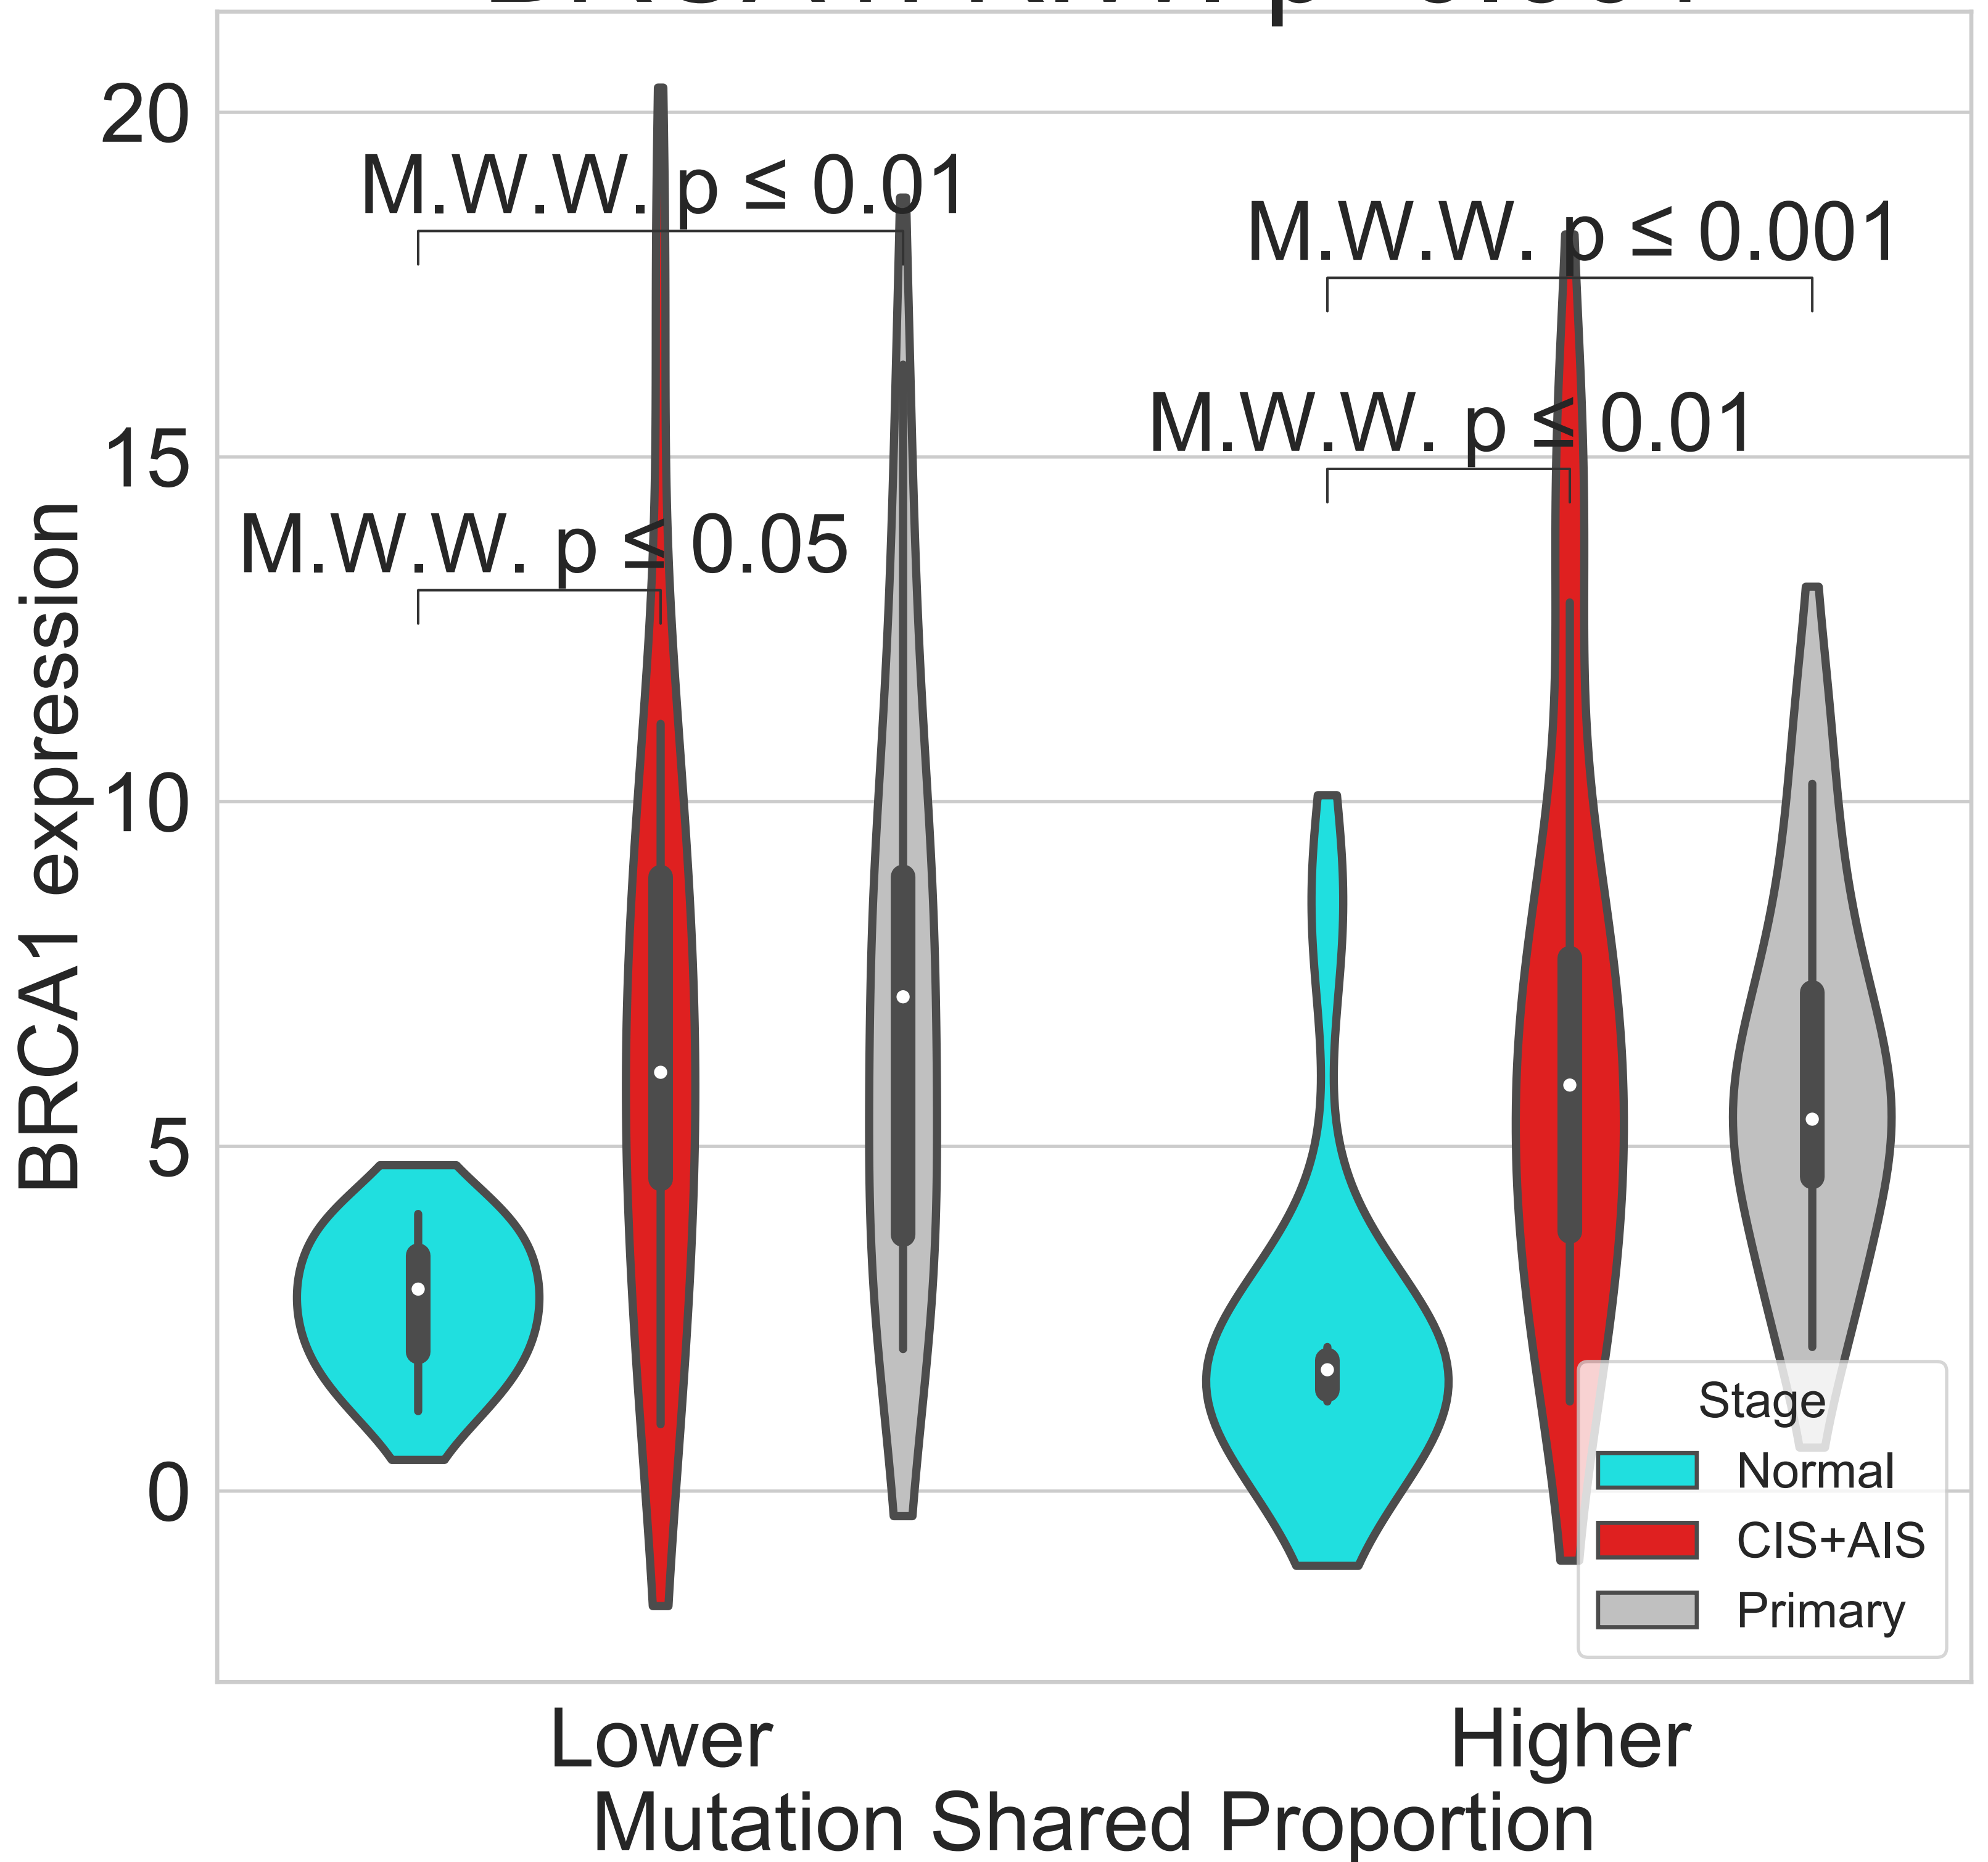 20
M.W.W. p ≤ 0.01
M.W.W. p ≤ 0.001
15
M.W.W. p ≤ 0.01
M.W.W. p ≤ 0.05
10
BRCA1 expression
5
0
Stage
Normal
CIS+AIS
Primary
Lower
Higher
Mutation Shared Proportion